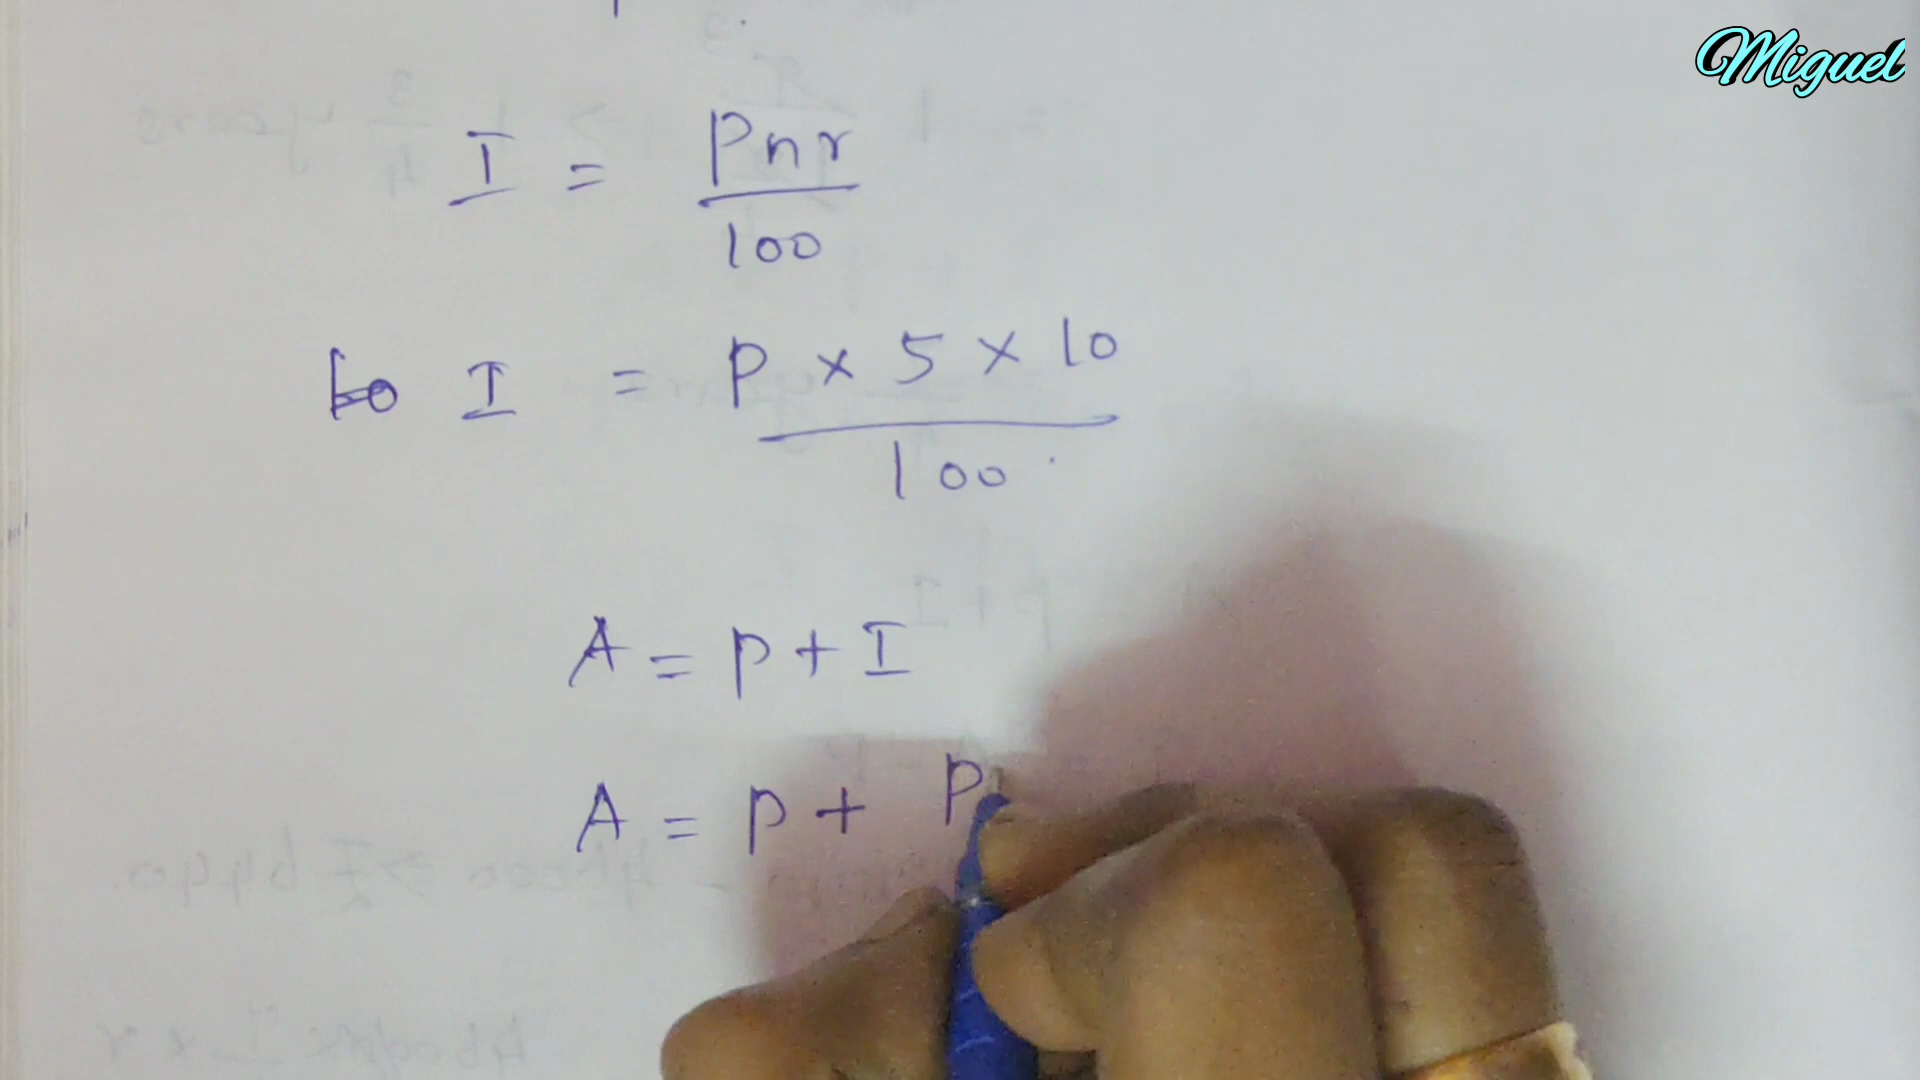 Miguel
I = Pnr
100
I = P × 5 × 10
100
A = P + I
A = P + P